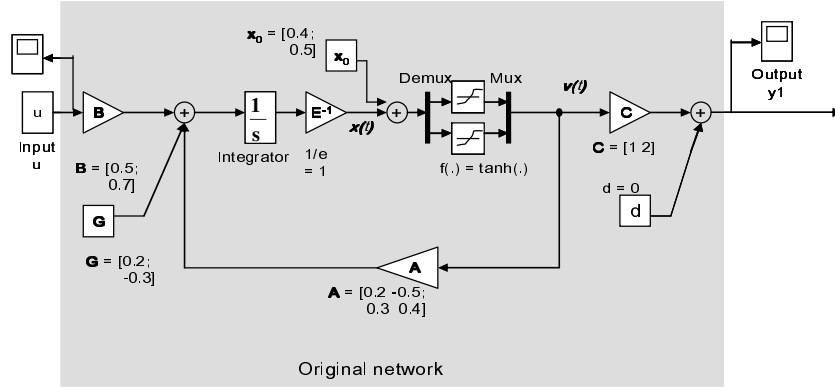 x₀ = [0.4;
0.5]
x₀
Demux
Mux
v(t)
Output
y1
u
Input
u
B
1
s
Integrator
E⁻¹
x(t)
1/e
= 1
f(.) = tanh(.)
C
C = [1 2]
B = [0.5;
0.7]
d = 0
d
G
G = [0.2;
-0.3]
A
A = [0.2 -0.5;
0.3 0.4]
Original network